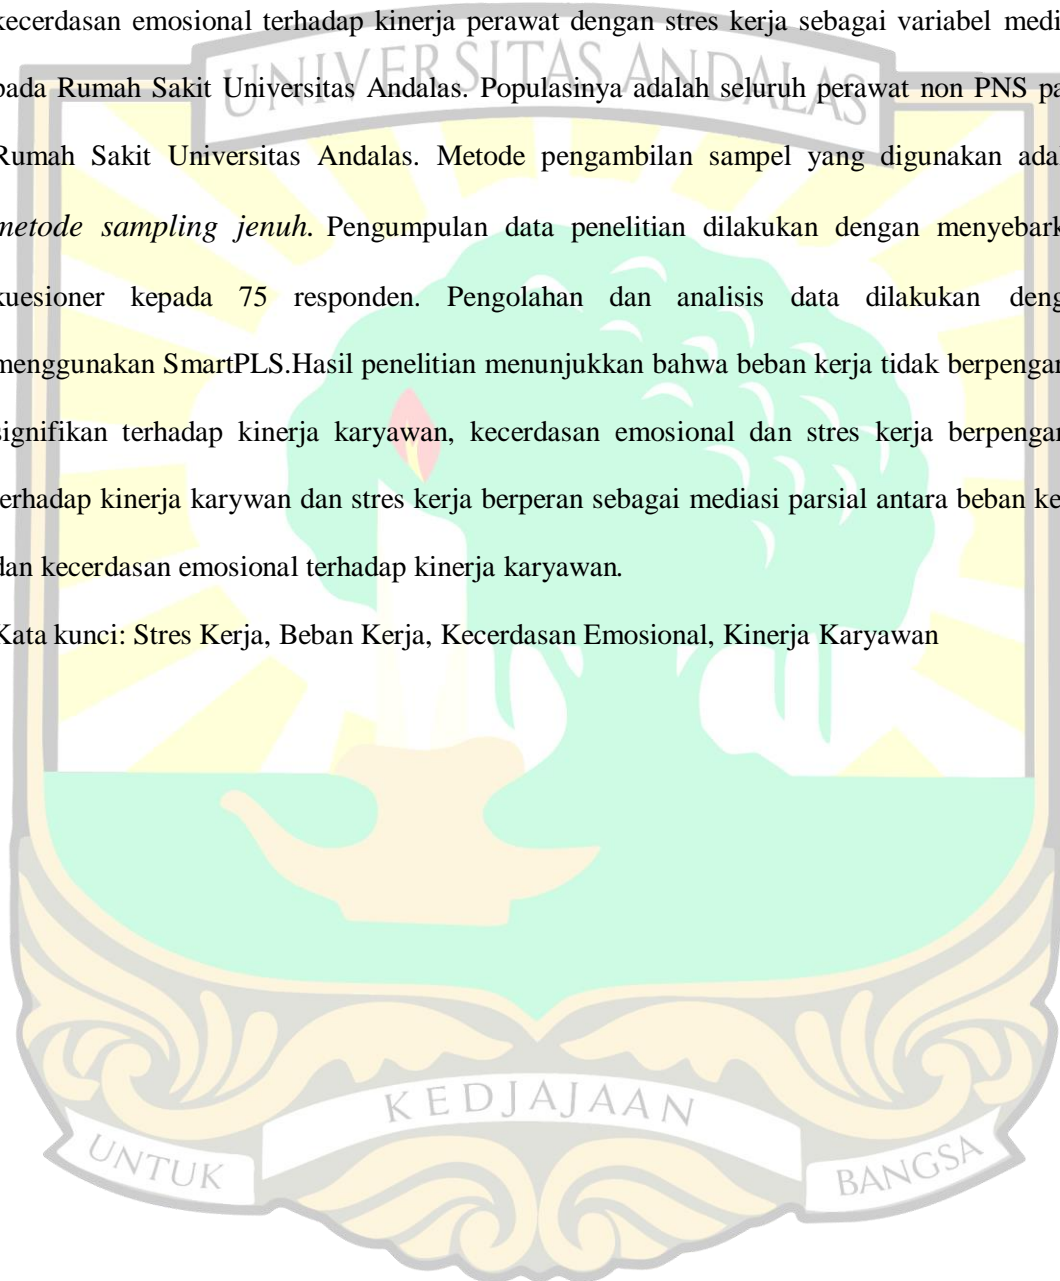 kecerdasan emosional terhadap kinerja perawat dengan stres kerja sebagai variabel medi
UNIVERSITAS ANDALAS
pada Rumah Sakit Universitas Andalas. Populasinya adalah seluruh perawat non PNS pa
Rumah Sakit Universitas Andalas. Metode pengambilan sampel yang digunakan adal
metode sampling jenuh. Pengumpulan data penelitian dilakukan dengan menyebark
kuesioner kepada 75 responden. Pengolahan dan analisis data dilakukan deng
menggunakan SmartPLS.Hasil penelitian menunjukkan bahwa beban kerja tidak berpengar
signifikan terhadap kinerja karyawan, kecerdasan emosional dan stres kerja berpengar
terhadap kinerja karywan dan stres kerja berperan sebagai mediasi parsial antara beban ke
dan kecerdasan emosional terhadap kinerja karyawan.
Kata kunci: Stres Kerja, Beban Kerja, Kecerdasan Emosional, Kinerja Karyawan
KEDJAJAAN
UNTUK
BANGSA